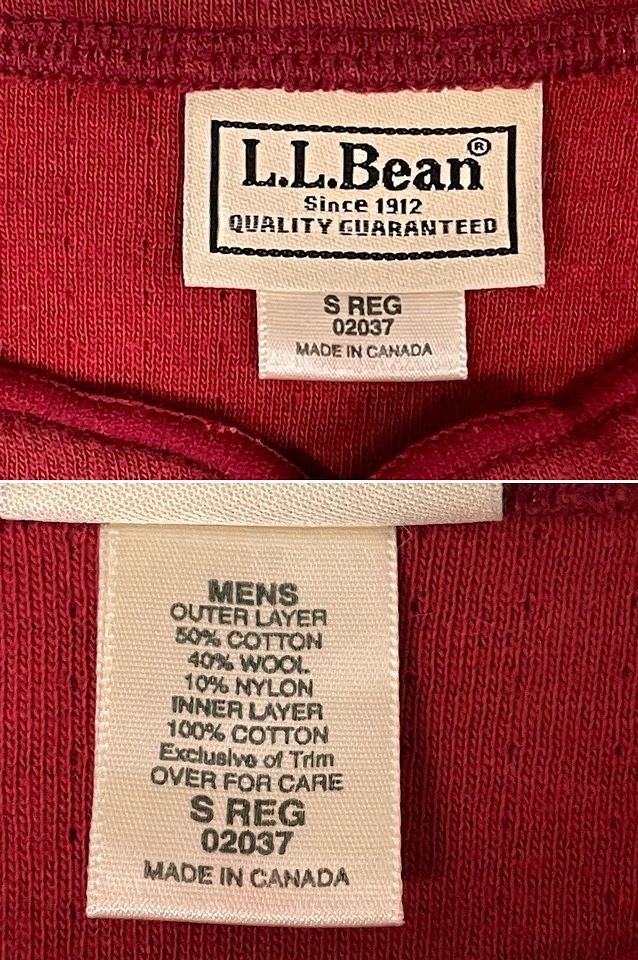 L.L.Bean®
Since 1912
QUALITY GUARANTEED
S REG
02037
MADE IN CANADA
MENS
OUTER LAYER
50% COTTON
40% WOOL
10% NYLON
INNER LAYER
100% COTTON
Exclusive of Trim
OVER FOR CARE
S REG
02037
MADE IN CANADA